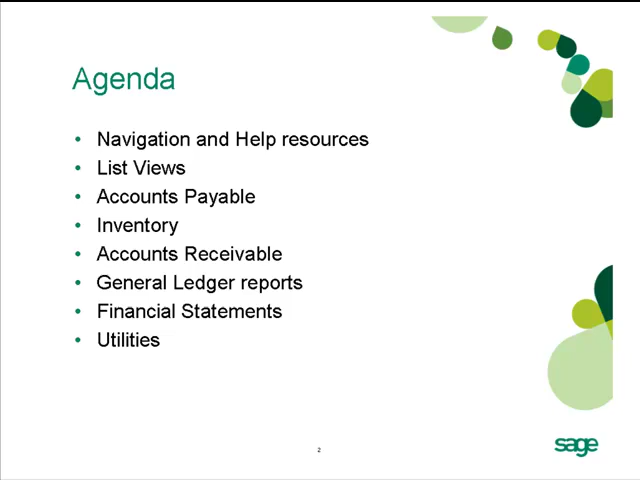 Agenda
• Navigation and Help resources
• List Views
• Accounts Payable
• Inventory
• Accounts Receivable
• General Ledger reports
• Financial Statements
• Utilities
2
sage